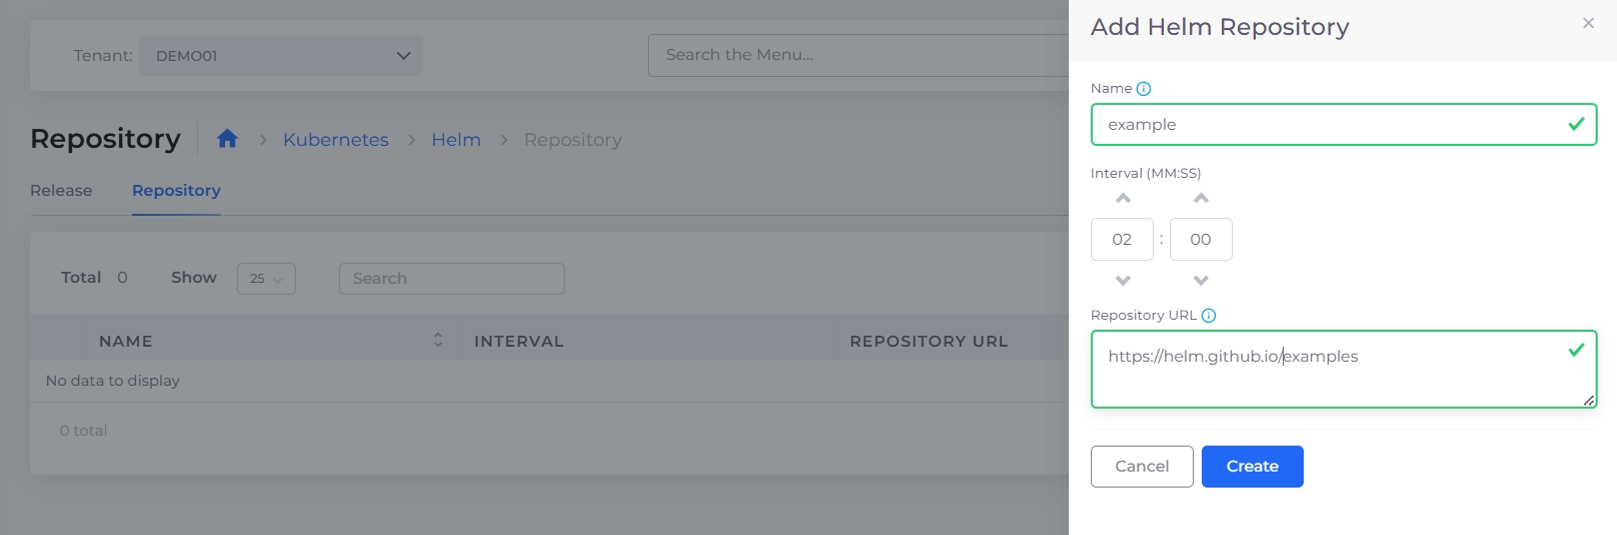 Tenant: DEMO01 Search the Menu...
Repository > Kubernetes > Helm > Repository
Release Repository
Total 0 Show 25 Search
NAME INTERVAL REPOSITORY URL
No data to display
0 total
Add Helm Repository ×
Name
example
Interval (MM:SS)
02 : 00
Repository URL
https://helm.github.io/examples
Cancel Create